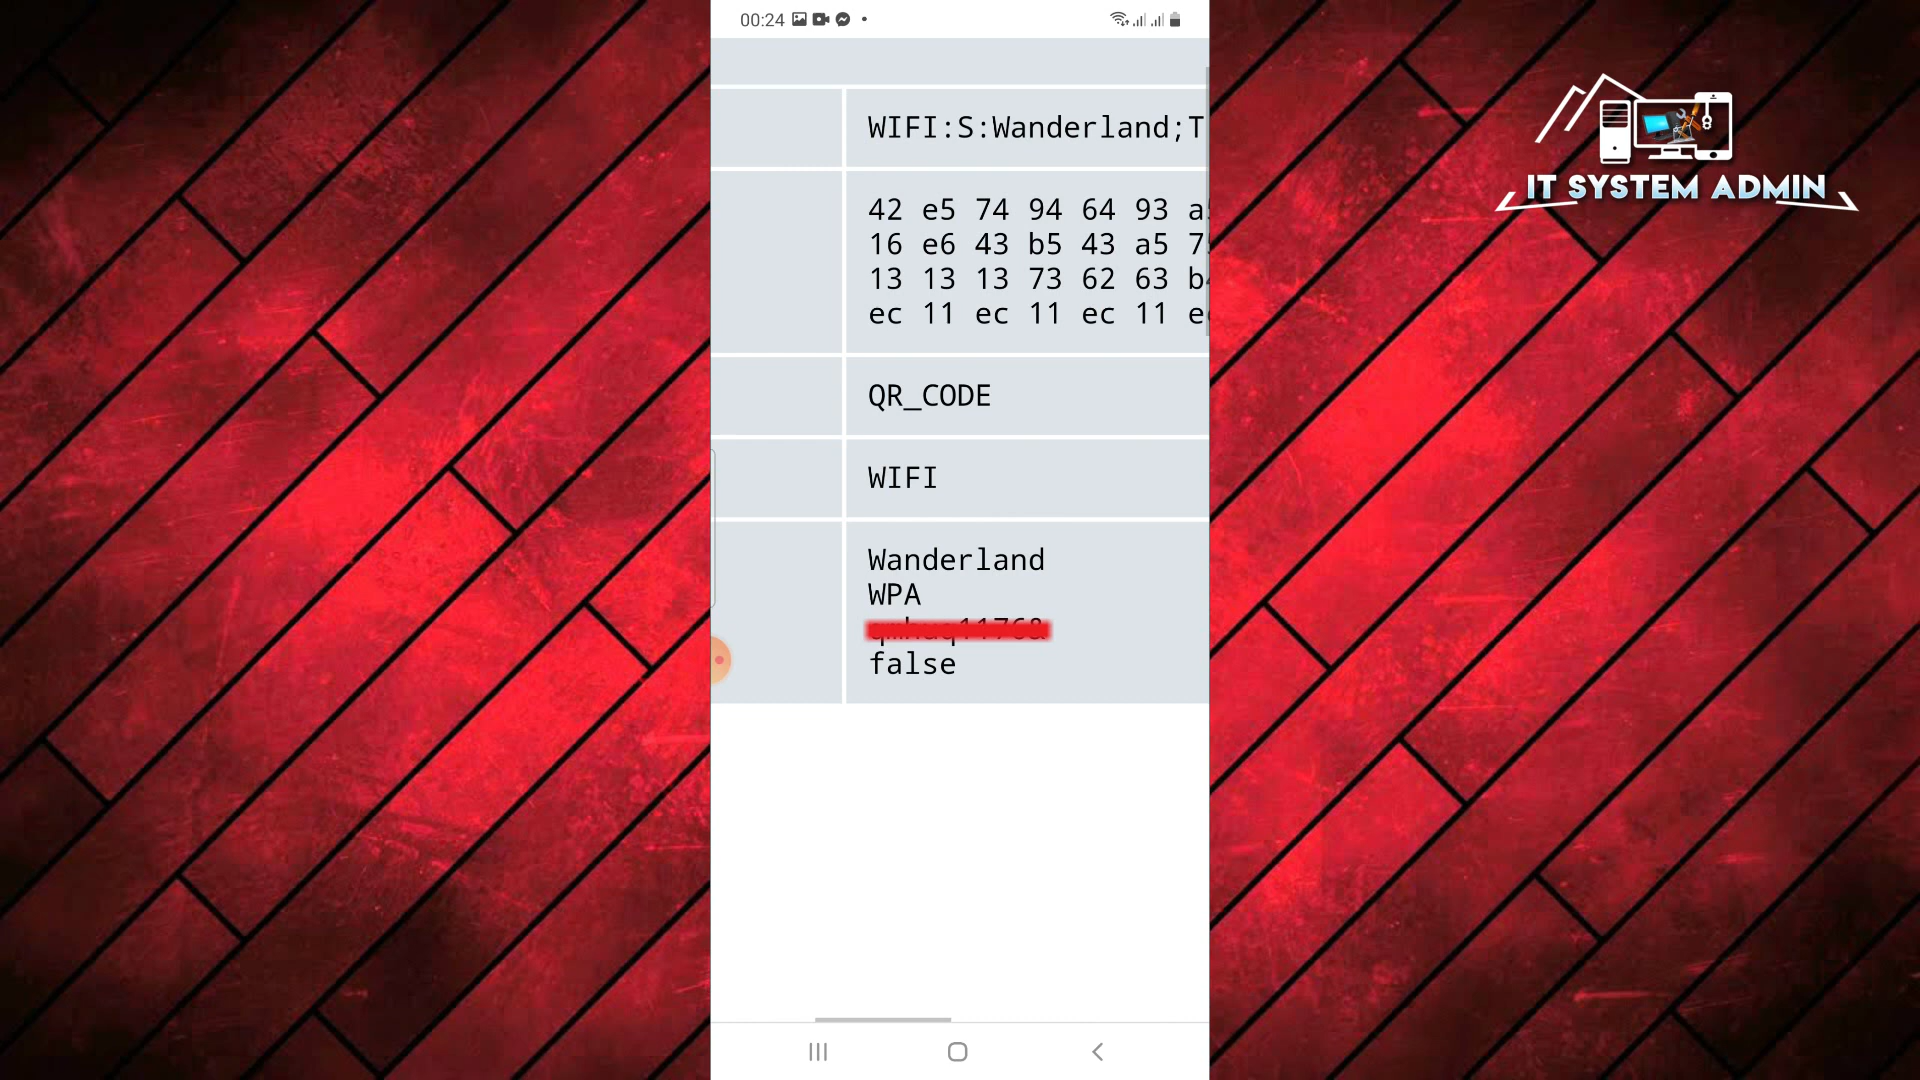 00:24
IT SYSTEM ADMIN
WIFI:S:Wanderland;T
42 e5 74 94 64 93
16 e6 43 b5 43 a5
13 13 13 73 62 63
ec 11 ec 11 ec 11
QR_CODE
WIFI
Wanderland
WPA
false